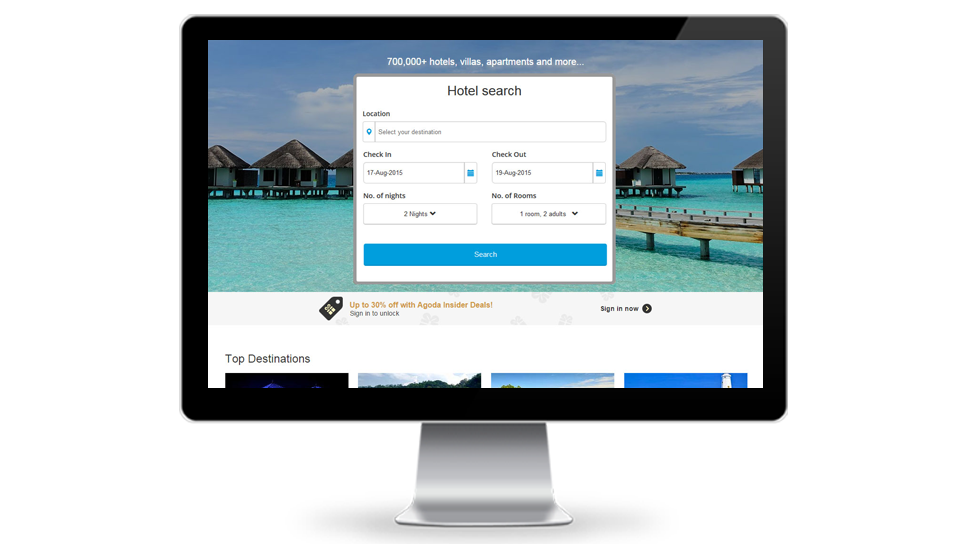 700,000+ hotels, villas, apartments and more...
Hotel search
Location
Select your destination
Check In
Check Out
17-Aug-2015
19-Aug-2015
No. of nights
No. of Rooms
2 Nights
1 room, 2 adults
Search
Up to 30% off with Agoda Insider Deals!
Sign in to unlock
Sign in now
Top Destinations